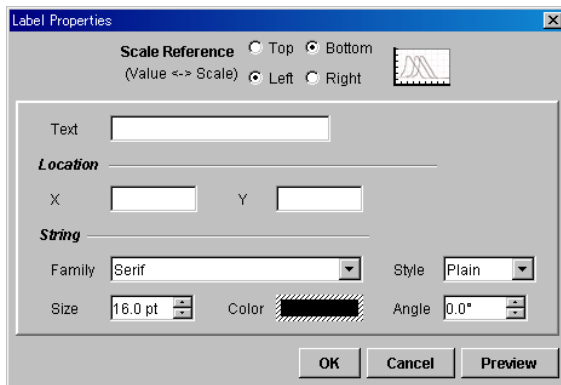 Label Properties
Scale Reference Top Bottom
(Value <-> Scale) Left Right
Text
Location
X Y
String
Family Serif Style Plain
Size 16.0 pt Color Angle 0.0°
OK Cancel Preview